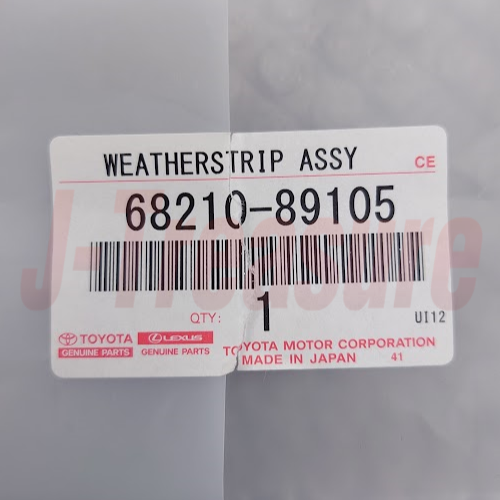 WEATHERSTRIP ASSY CE
68210-89105
J-Treasure
QTY: 1 UI12
TOYOTA LEXUS TOYOTA MOTOR CORPORATION
GENUINE PARTS GENUINE PARTS MADE IN JAPAN 41